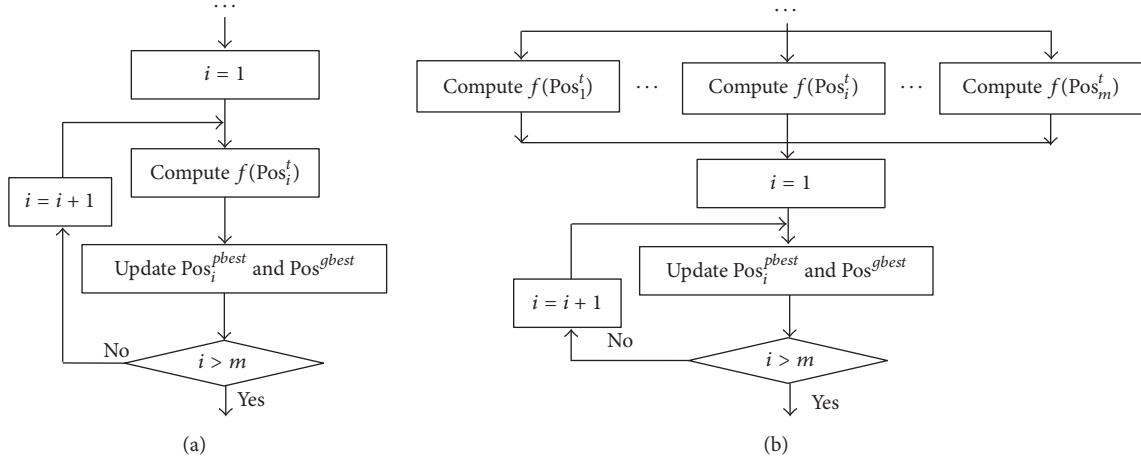 ⋯
i = 1
Compute f(Pos_i^t)
i = i + 1
Update Pos_i^pbest and Pos^gbest
No
i > m
Yes
(a)
⋯
Compute f(Pos_1^t) ⋯ Compute f(Pos_i^t) ⋯ Compute f(Pos_m^t)
i = 1
Update Pos_i^pbest and Pos^gbest
i = i + 1
No
i > m
Yes
(b)